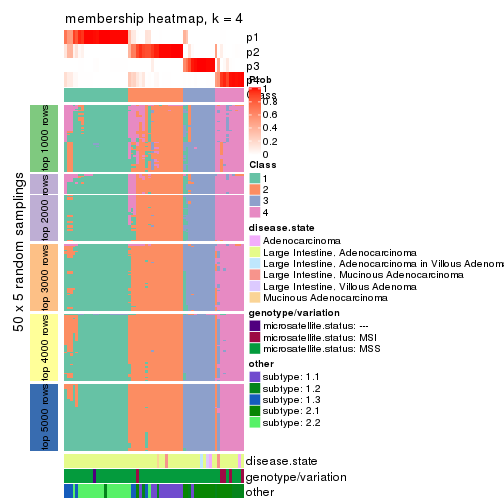 membership heatmap, k = 4
p1
p2
p3
p4
Prob
Class
1
0.8
0.6
0.4
0.2
0
Class
1
2
3
4
50 x 5 random samplings
top 1000 rows
top 2000 rows
top 3000 rows
top 4000 rows
top 5000 rows
disease.state
Adenocarcinoma
Large Intestine. Adenocarcinoma
Large Intestine. Adenocarcinoma in Villous Adenom
Large Intestine. Mucinous Adenocarcinoma
Large Intestine. Villous Adenoma
Mucinous Adenocarcinoma
genotype/variation
microsatellite.status: ---
microsatellite.status: MSI
microsatellite.status: MSS
other
subtype: 1.1
subtype: 1.2
subtype: 1.3
subtype: 2.1
subtype: 2.2
disease.state
genotype/variation
other